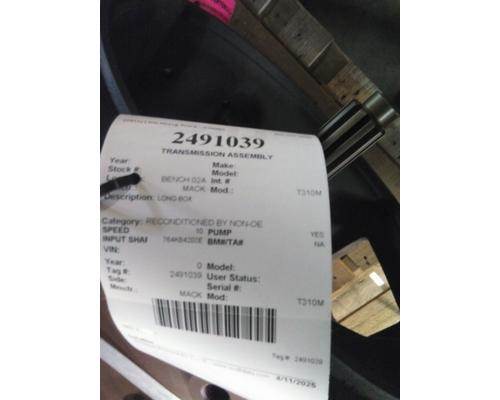 2491039
TRANSMISSION ASSEMBLY
Year: Make:
Stock #: Model:
BENCH 02A Int. #
MACK Mod.: T310M
Description: LONG BOX
Category: RECONDITIONED BY NON-OE
SPEED 10 PUMP YES
INPUT SHAF BM#/TA# NA
VIN:
Year: 0 Model:
Tag #: 2491039 User Status:
Side: Serial #:
MACK Mod: T310M
Tag #: 2491039
4/11/2025